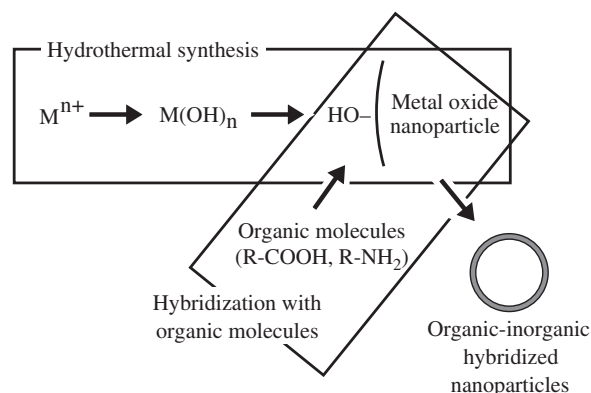 Hydrothermal synthesis
Mn+
M(OH)n
HO–
Metal oxide
nanoparticle
Organic molecules
(R-COOH, R-NH2)
Hybridization with
organic molecules
Organic-inorganic
hybridized
nanoparticles